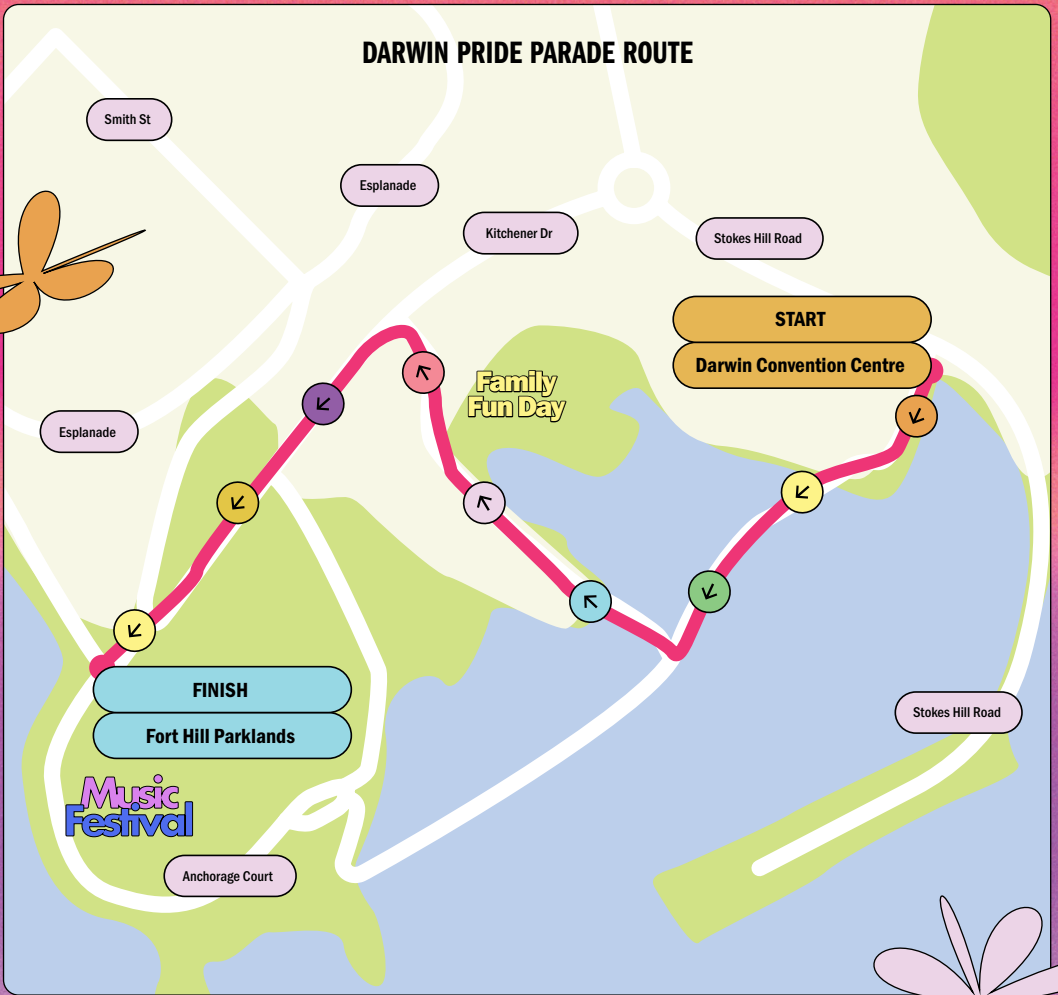 DARWIN PRIDE PARADE ROUTE
Smith St
Esplanade
Kitchener Dr
Stokes Hill Road
START
Darwin Convention Centre
Family
Fun Day
Esplanade
FINISH
Fort Hill Parklands
Stokes Hill Road
Music
Festival
Anchorage Court